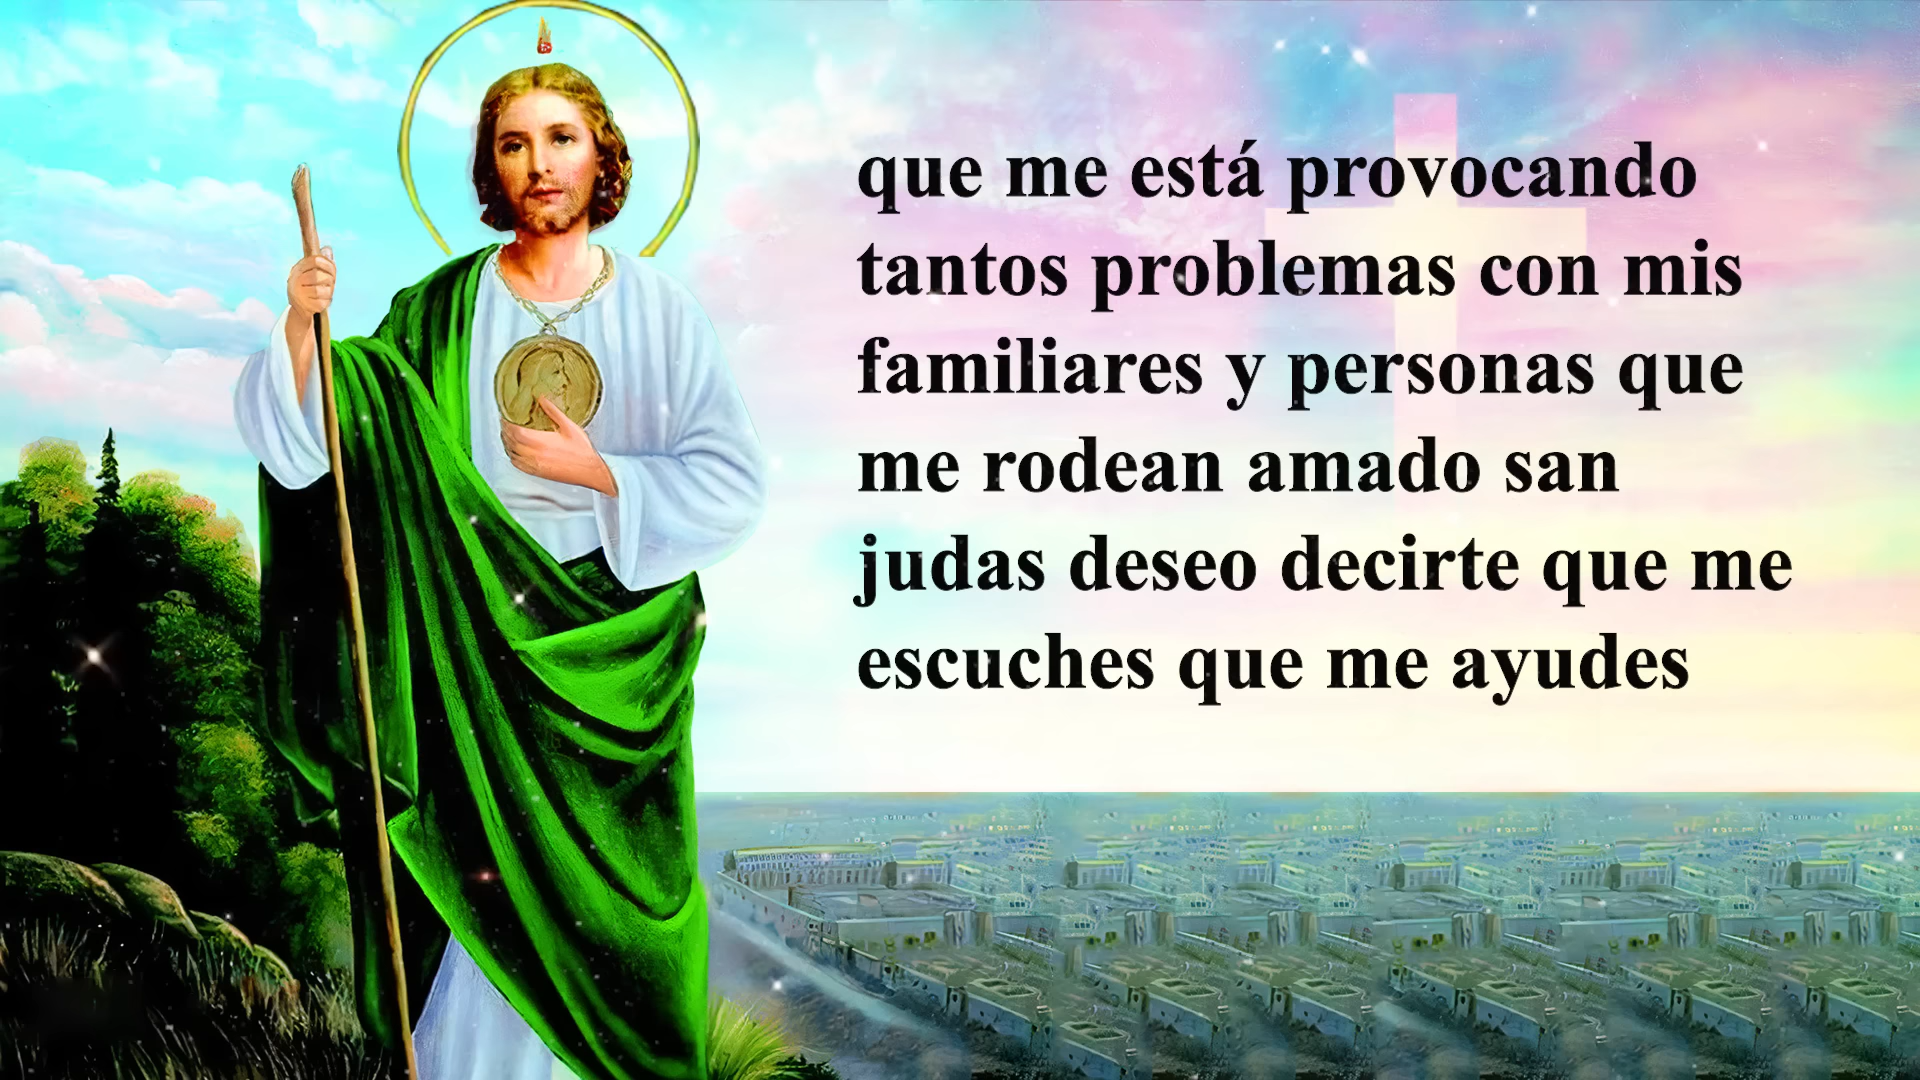 que me está provocando
tantos problemas con mis
familiares y personas que
me rodean amado san
judas deseo decirte que me
escuches que me ayudes